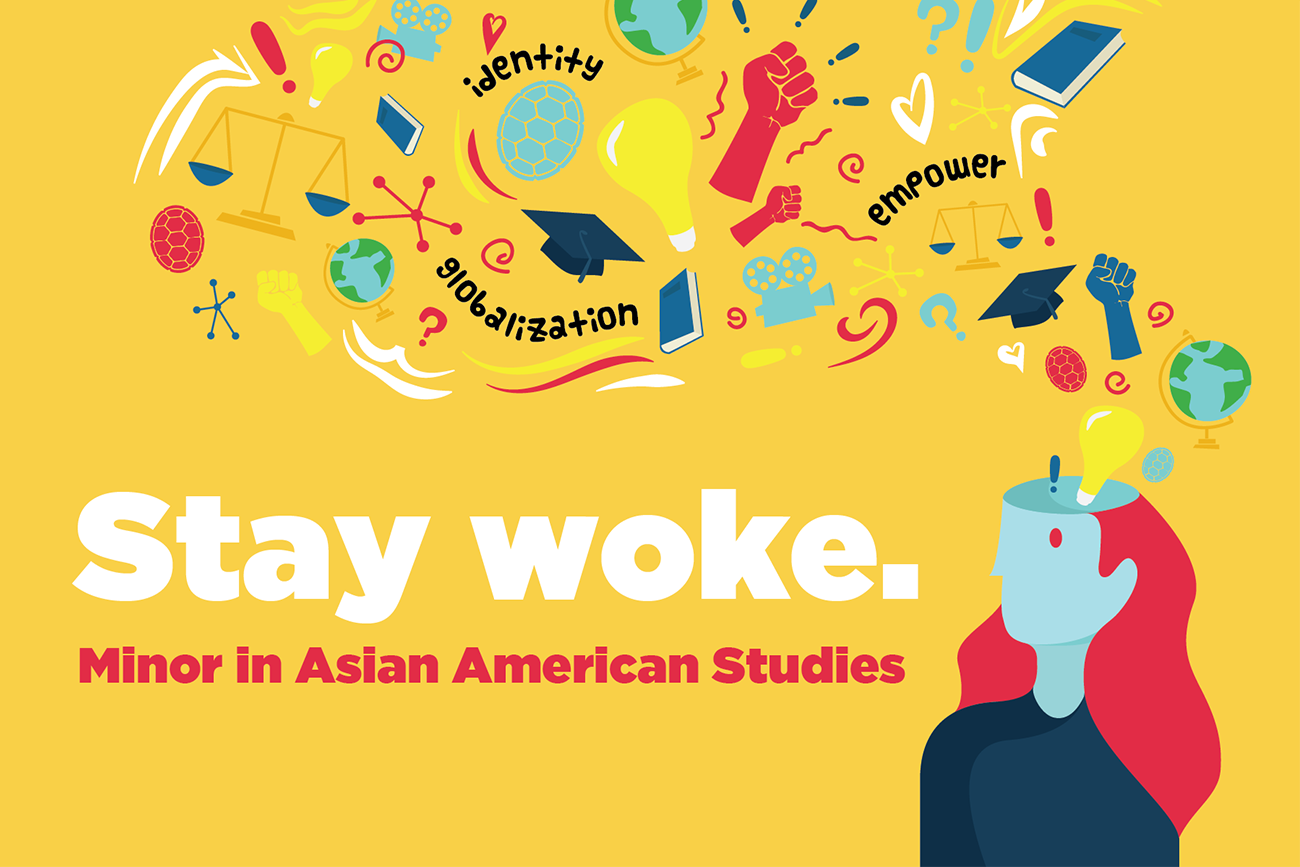 identity
empower
globalization
Stay woke.
Minor in Asian American Studies